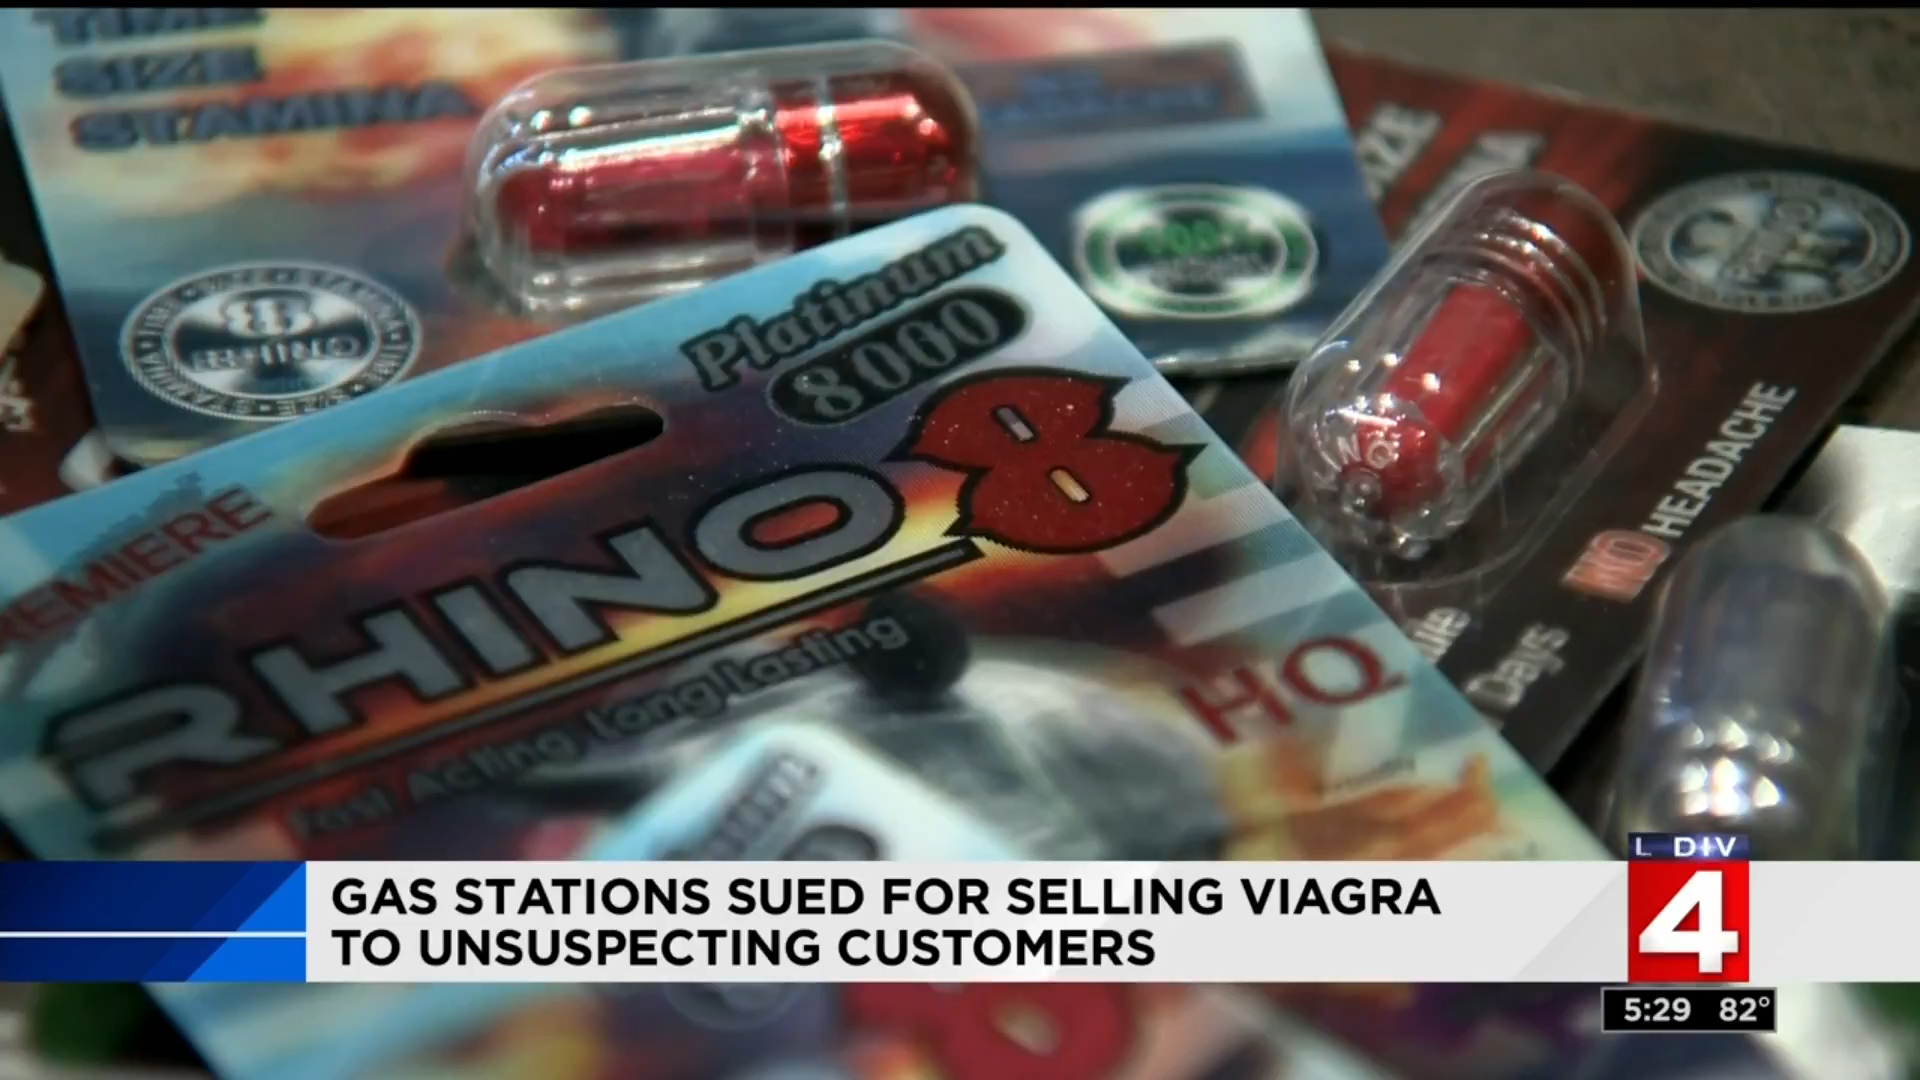 SIZE
STAMINA
RHINO
Platinum
8000
PREMIERE
RHINO 8
Fast Acting Long Lasting
HQ
NO HEADACHE
Days
GAS STATIONS SUED FOR SELLING VIAGRA
TO UNSUSPECTING CUSTOMERS
L DIV
4
5:29 82°